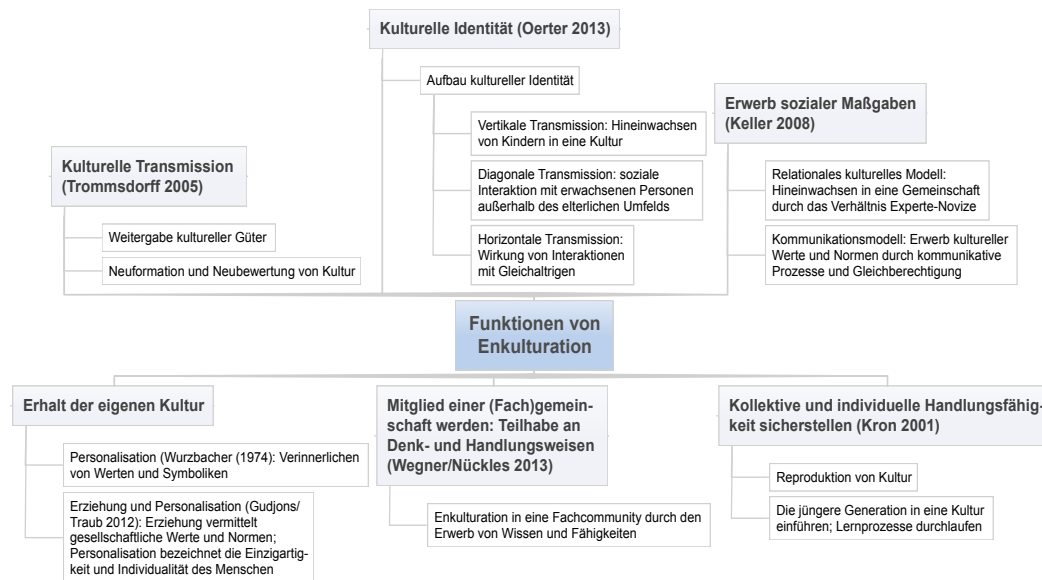 Kulturelle Identität (Oerter 2013)
Aufbau kultureller Identität
Vertikale Transmission: Hineinwachsen
von Kindern in eine Kultur
Diagonale Transmission: soziale
Interaktion mit erwachsenen Personen
außerhalb des elterlichen Umfelds
Horizontale Transmission:
Wirkung von Interaktionen
mit Gleichaltrigen
Erwerb sozialer Maßgaben
(Keller 2008)
Relationales kulturelles Modell:
Hineinwachsen in eine Gemeinschaft
durch das Verhältnis Experte-Novize
Kommunikationsmodell: Erwerb kultureller
Werte und Normen durch kommunikative
Prozesse und Gleichberechtigung
Kulturelle Transmission
(Trommsdorff 2005)
Weitergabe kultureller Güter
Neuformation und Neubewertung von Kultur
Funktionen von
Enkulturation
Erhalt der eigenen Kultur
Personalisation (Wurzbacher (1974): Verinnerlichen
von Werten und Symboliken
Erziehung und Personalisation (Gudjons/
Traub 2012): Erziehung vermittelt
gesellschaftliche Werte und Normen;
Personalisation bezeichnet die Einzigartig-
keit und Individualität des Menschen
Mitglied einer (Fach)gemein-
schaft werden: Teilhabe an
Denk- und Handlungsweisen
(Wegner/Nückles 2013)
Enkulturation in eine Fachcommunity durch den
Erwerb von Wissen und Fähigkeiten
Kollektive und individuelle Handlungsfähig-
keit sicherstellen (Kron 2001)
Reproduktion von Kultur
Die jüngere Generation in eine Kultur
einführen; Lernprozesse durchlaufen